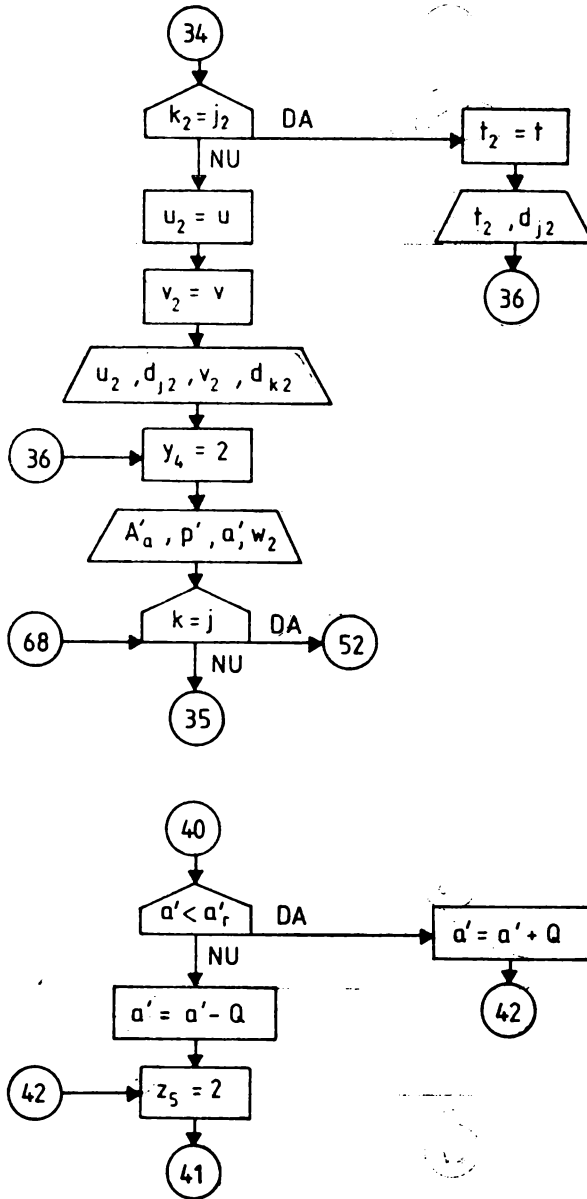 34
k₂ = j₂
DA
NU
t₂ = t
t₂ , d_j2
36
u₂ = u
v₂ = v
u₂ , d_j2 , v₂ , d_k2
36
y₄ = 2
A'ₐ , p' , a', w₂
68
k = j
DA
52
NU
35
40
a' < a'ᵣ
DA
NU
a' = a' + Q
42
a' = a' - Q
42
z₅ = 2
41